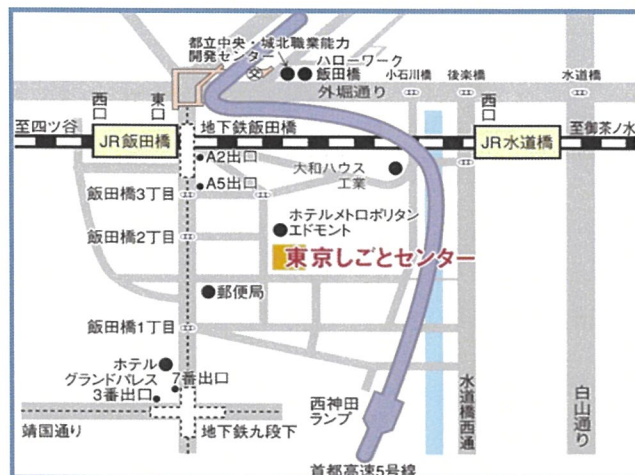 都立中央・城北職業能力
開発センター
ハローワーク
飯田橋
小石川橋
後楽橋
水道橋
外堀通り
西口
東口
西口
至四ツ谷
JR飯田橋
地下鉄飯田橋
JR水道橋
至御茶ノ水
A2出口
大和ハウス
工業
A5出口
飯田橋3丁目
ホテルメトロポリタン
エドモント
飯田橋2丁目
東京しごとセンター
郵便局
飯田橋1丁目
ホテル
グランドパレス
7番出口
3番出口
西神田
ランプ
水道橋西通
白山通り
靖国通り
地下鉄九段下
首都高速5号線